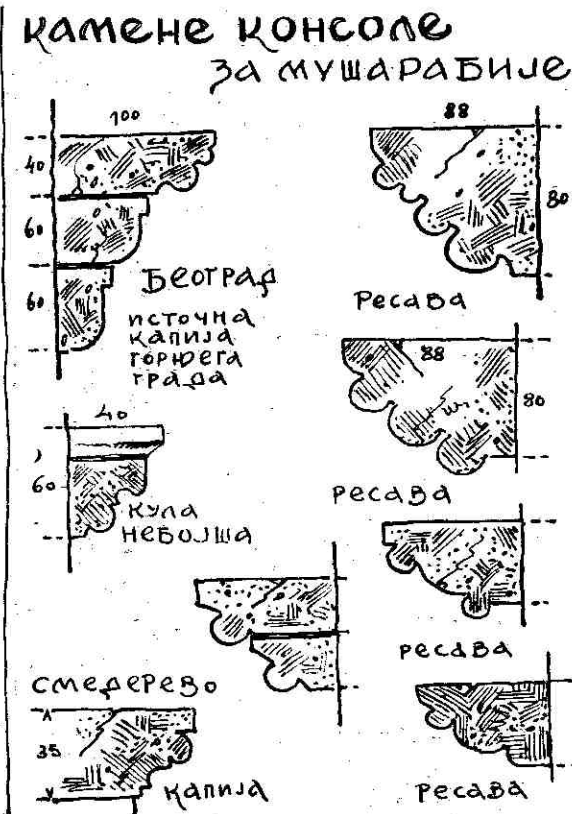 камене конзоле
за мушарабије
100
40
60
60
Београд
источна
капија
горњега
града
40
60
кула
небојша
смедерево
35
капија
88
80
ресава
88
80
ресава
ресава
ресава